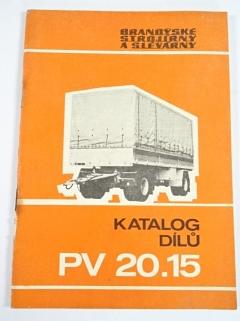 BRANDÝSKÉ
STROJÍRNY
A SLÉVÁRNY
KATALOG
DÍLŮ
PV 20.15